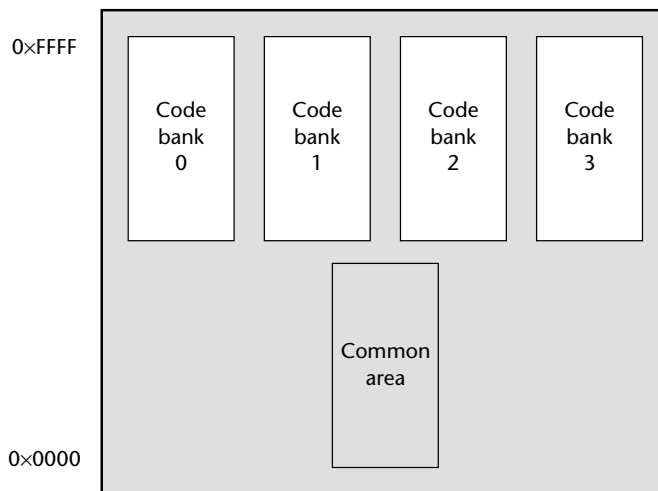 0×FFFF
Code
bank
0
Code
bank
1
Code
bank
2
Code
bank
3
Common
area
0×0000